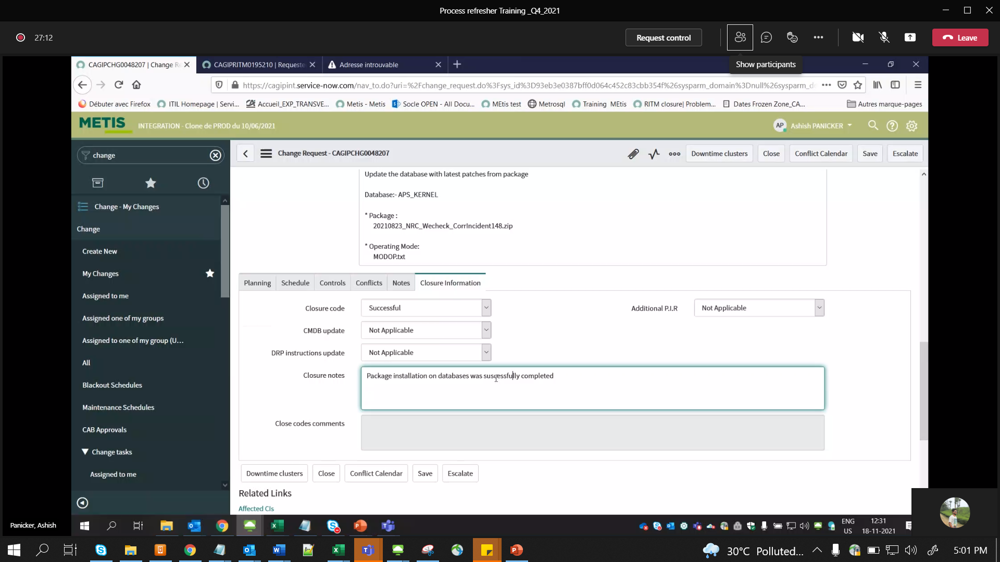 Process refresher Training _Q4_2021
27:12
Request control
Leave
Show participants
CAGIPCHG0048207 | Change Re
CAGIPRITM0195210 | Requeste
Adresse introuvable
https://cagipint.service-now.com/nav_to.do?uri=%2Fchange_request.do%3Fsys_id%3D93eb3e0387bff0d064c452c83cbb354f%26sysparm_domain%3Dnull%26sysparm_d
Débuter avec Firefox
ITIL Homepage | Servi...
Accueil_EXP_TRANSVE...
Metis - Metis
Socle OPEN - All Docu...
MEtis test
Metrosql
Training MEtis
RITM closure| Problem...
Dates Frozen Zone_CA...
Autres marque-pages
METIS
INTEGRATION - Clone de PROD du 10/06/2021
AP
Ashish PANICKER
change
Change Request - CAGIPCHG0048207
Downtime clusters
Close
Conflict Calendar
Save
Escalate
Change - My Changes
Change
Create New
My Changes
Assigned to me
Assigned one of my groups
Assigned to one of my group (U...
All
Blackout Schedules
Maintenance Schedules
CAB Approvals
Change tasks
Assigned to me
Update the database with latest patches from package
Database:- APS_KERNEL
* Package :
20210823_NRC_Wecheck_CorrIncident148.zip
* Operating Mode:
MODOP.txt
Planning
Schedule
Controls
Conflicts
Notes
Closure Information
Closure code
Successful
Additional P.I.R
Not Applicable
CMDB update
Not Applicable
DRP instructions update
Not Applicable
Closure notes
Package installation on databases was suscessfully completed
Close codes comments
Downtime clusters
Close
Conflict Calendar
Save
Escalate
Related Links
Affected CIs
Panicker, Ashish
ENG
US
12:31
18-11-2021
30°C Polluted...
5:01 PM